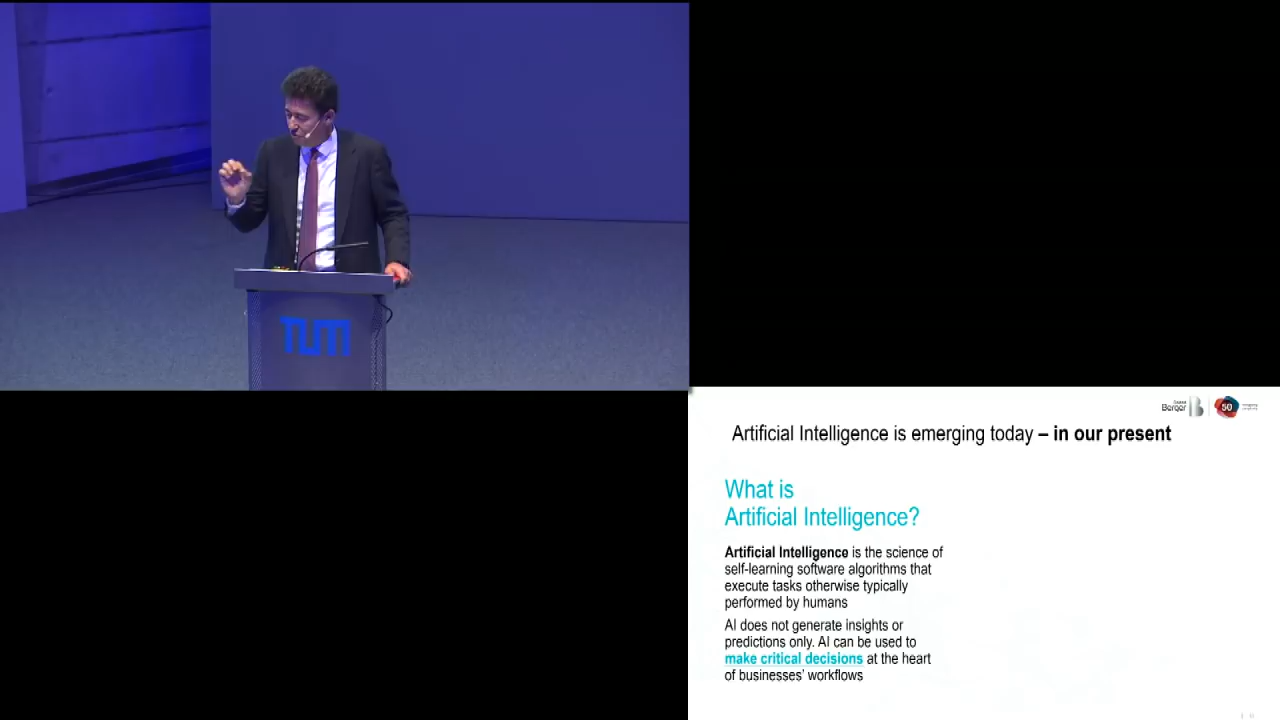 TUM
Roland
Berger
50
Artificial Intelligence is emerging today – in our present
What is
Artificial Intelligence?
Artificial Intelligence is the science of
self-learning software algorithms that
execute tasks otherwise typically
performed by humans
AI does not generate insights or
predictions only. AI can be used to
make critical decisions at the heart
of businesses’ workflows